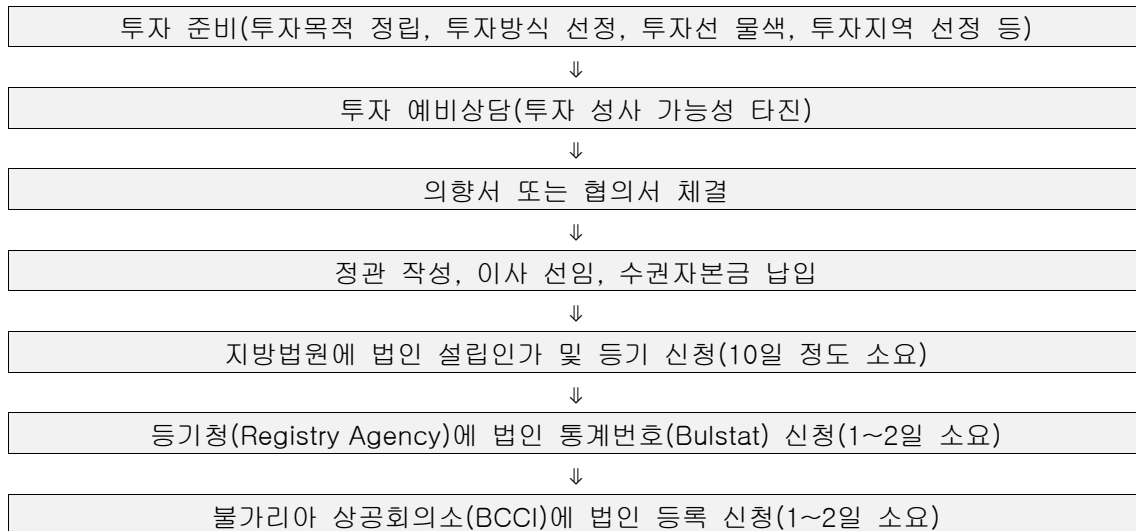 투자 준비(투자목적 정립, 투자방식 선정, 투자선 물색, 투자지역 선정 등)
⇓
투자 예비상담(투자 성사 가능성 타진)
⇓
의향서 또는 협의서 체결
⇓
정관 작성, 이사 선임, 수권자본금 납입
⇓
지방법원에 법인 설립인가 및 등기 신청(10일 정도 소요)
⇓
등기청(Registry Agency)에 법인 통계번호(Bulstat) 신청(1~2일 소요)
⇓
불가리아 상공회의소(BCCI)에 법인 등록 신청(1~2일 소요)